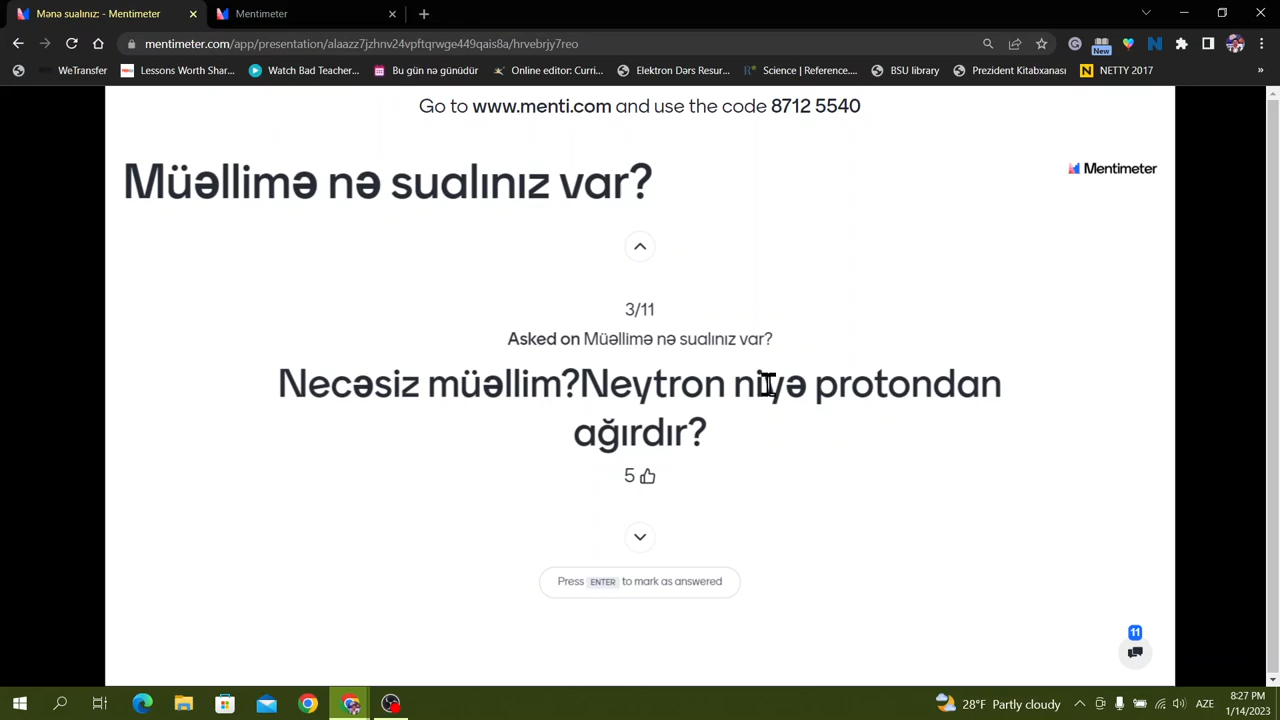 Mənə sualınız - Mentimeter
Mentimeter
mentimeter.com/app/presentation/alaazz7jzhnv24vpftqrwge449qais8a/hrvebrjy7reo
New
WeTransfer
Lessons Worth Shar...
Watch Bad Teacher...
Bu gün nə günüdür
Online editor: Curri...
Elektron Dərs Resur...
Science | (Reference...
BSU library
Prezident Kitabxanası
NETTY 2017
»
Go to www.menti.com and use the code 8712 5540
Müəllimə nə sualınız var?
Mentimeter
3/11
Asked on Müəllimə nə sualınız var?
Necəsiz müəllim?Neytron niyə protondan
ağırdır?
5
Press ENTER to mark as answered
11
28°F Partly cloudy
AZE
8:27 PM
1/14/2023